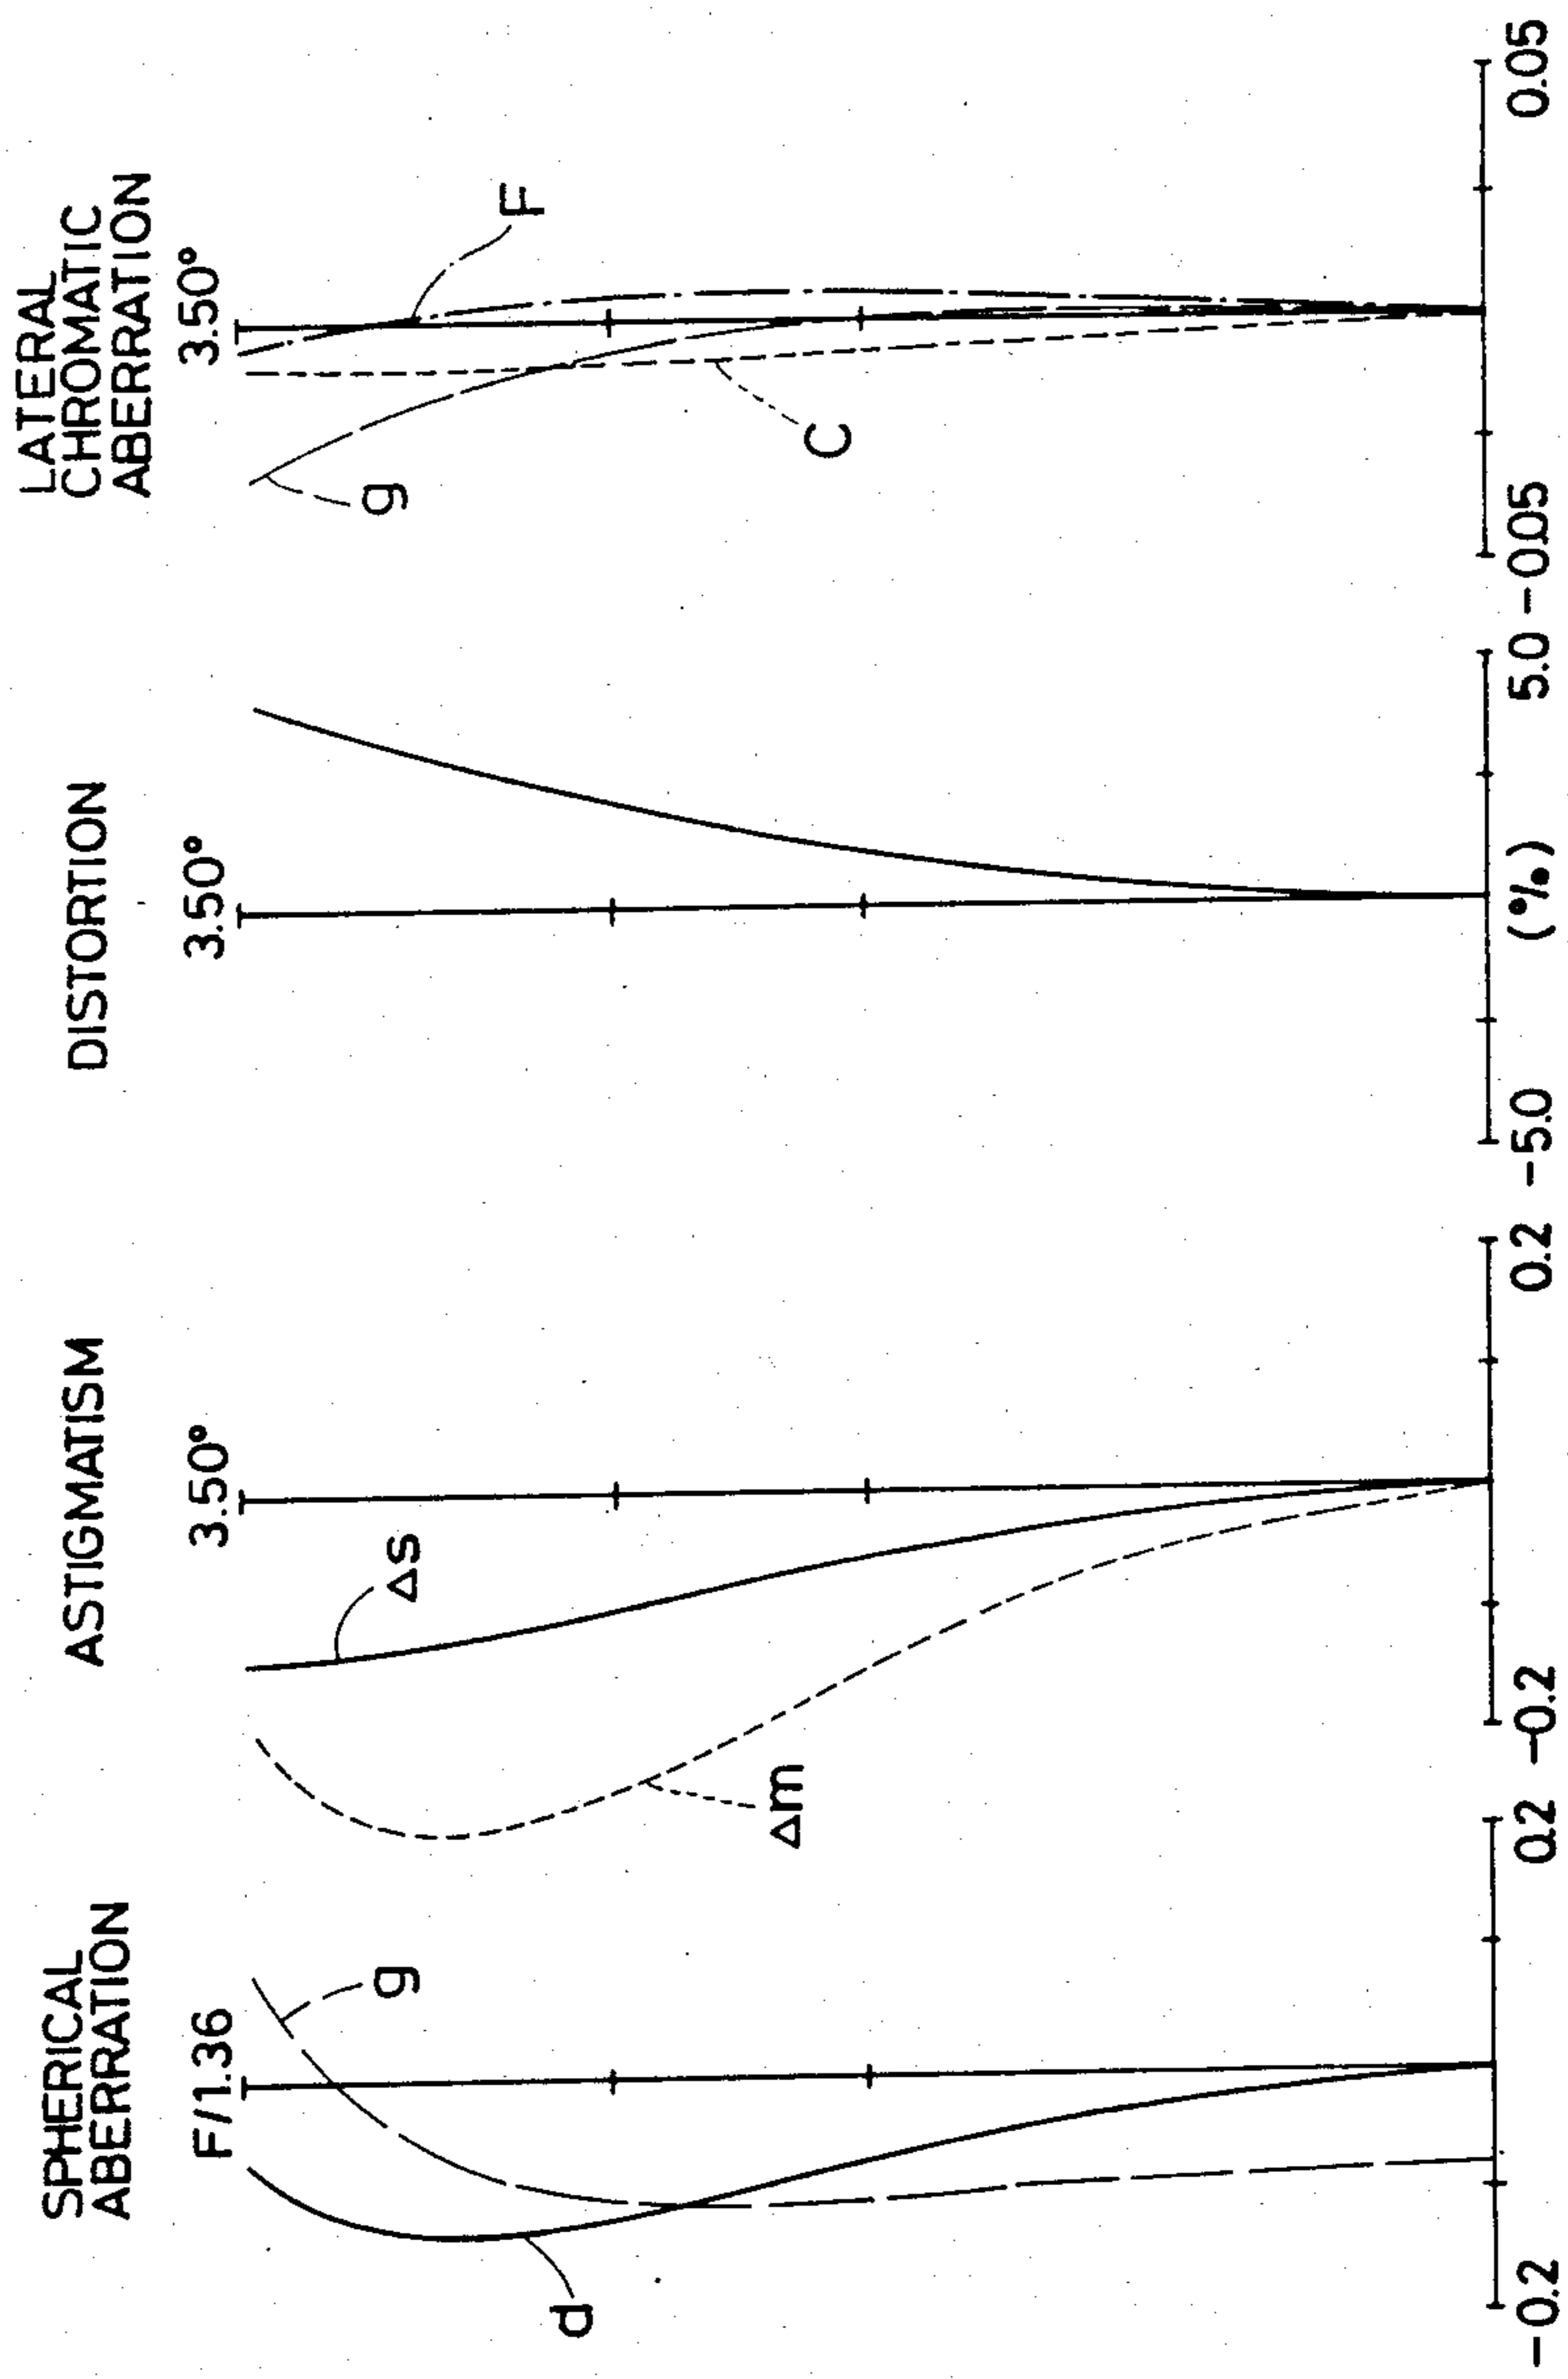 SPHERICAL
ABERRATION
F/1.36
g
d
-0.2
0.2
ASTIGMATISM
3.50°
Δs
Δm
-0.2
0.2
DISTORTION
3.50°
-5.0
(%)
5.0
LATERAL
CHROMATIC
ABERRATION
3.50°
F
g
C
-0.05
0.05